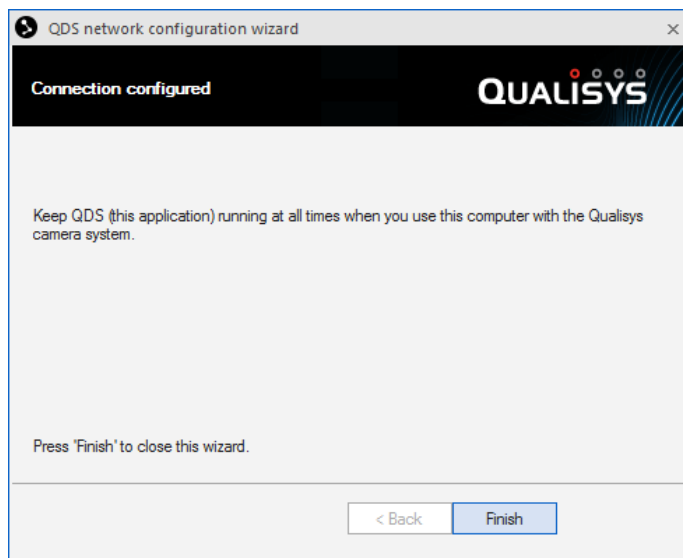 QDS network configuration wizard
Connection configured
QUALISYS
Keep QDS (this application) running at all times when you use this computer with the Qualisys
camera system.
Press 'Finish' to close this wizard.
< Back
Finish